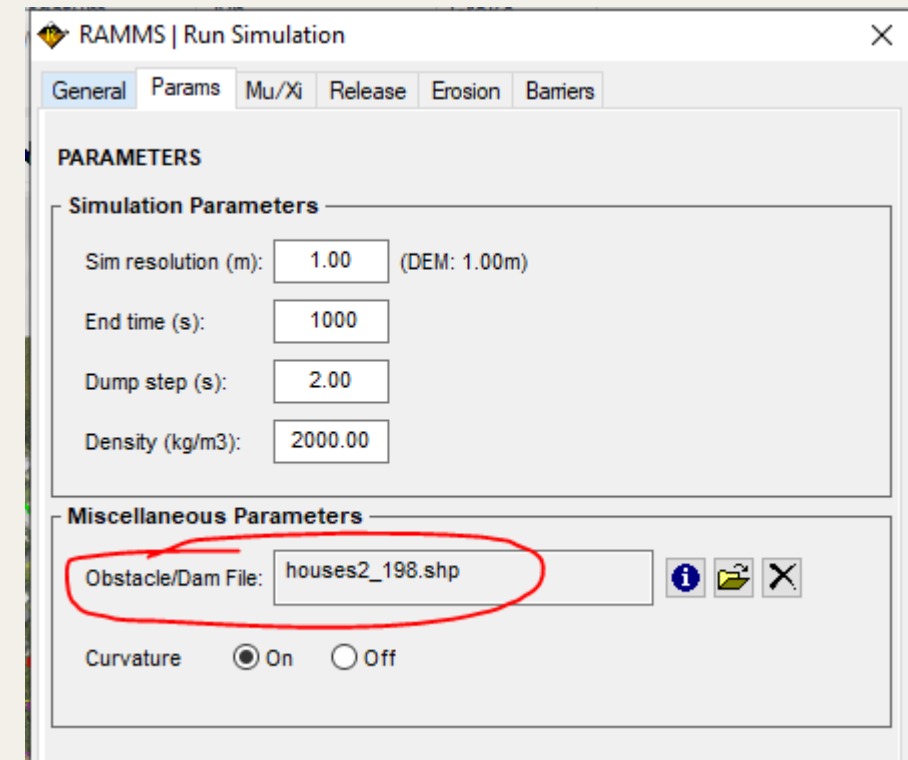 RAMMS | Run Simulation
General Params Mu/Xi Release Erosion Barriers
PARAMETERS
Simulation Parameters
Sim resolution (m): 1.00 (DEM: 1.00m)
End time (s): 1000
Dump step (s): 2.00
Density (kg/m3): 2000.00
Miscellaneous Parameters
Obstacle/Dam File: houses2_198.shp
Curvature On Off